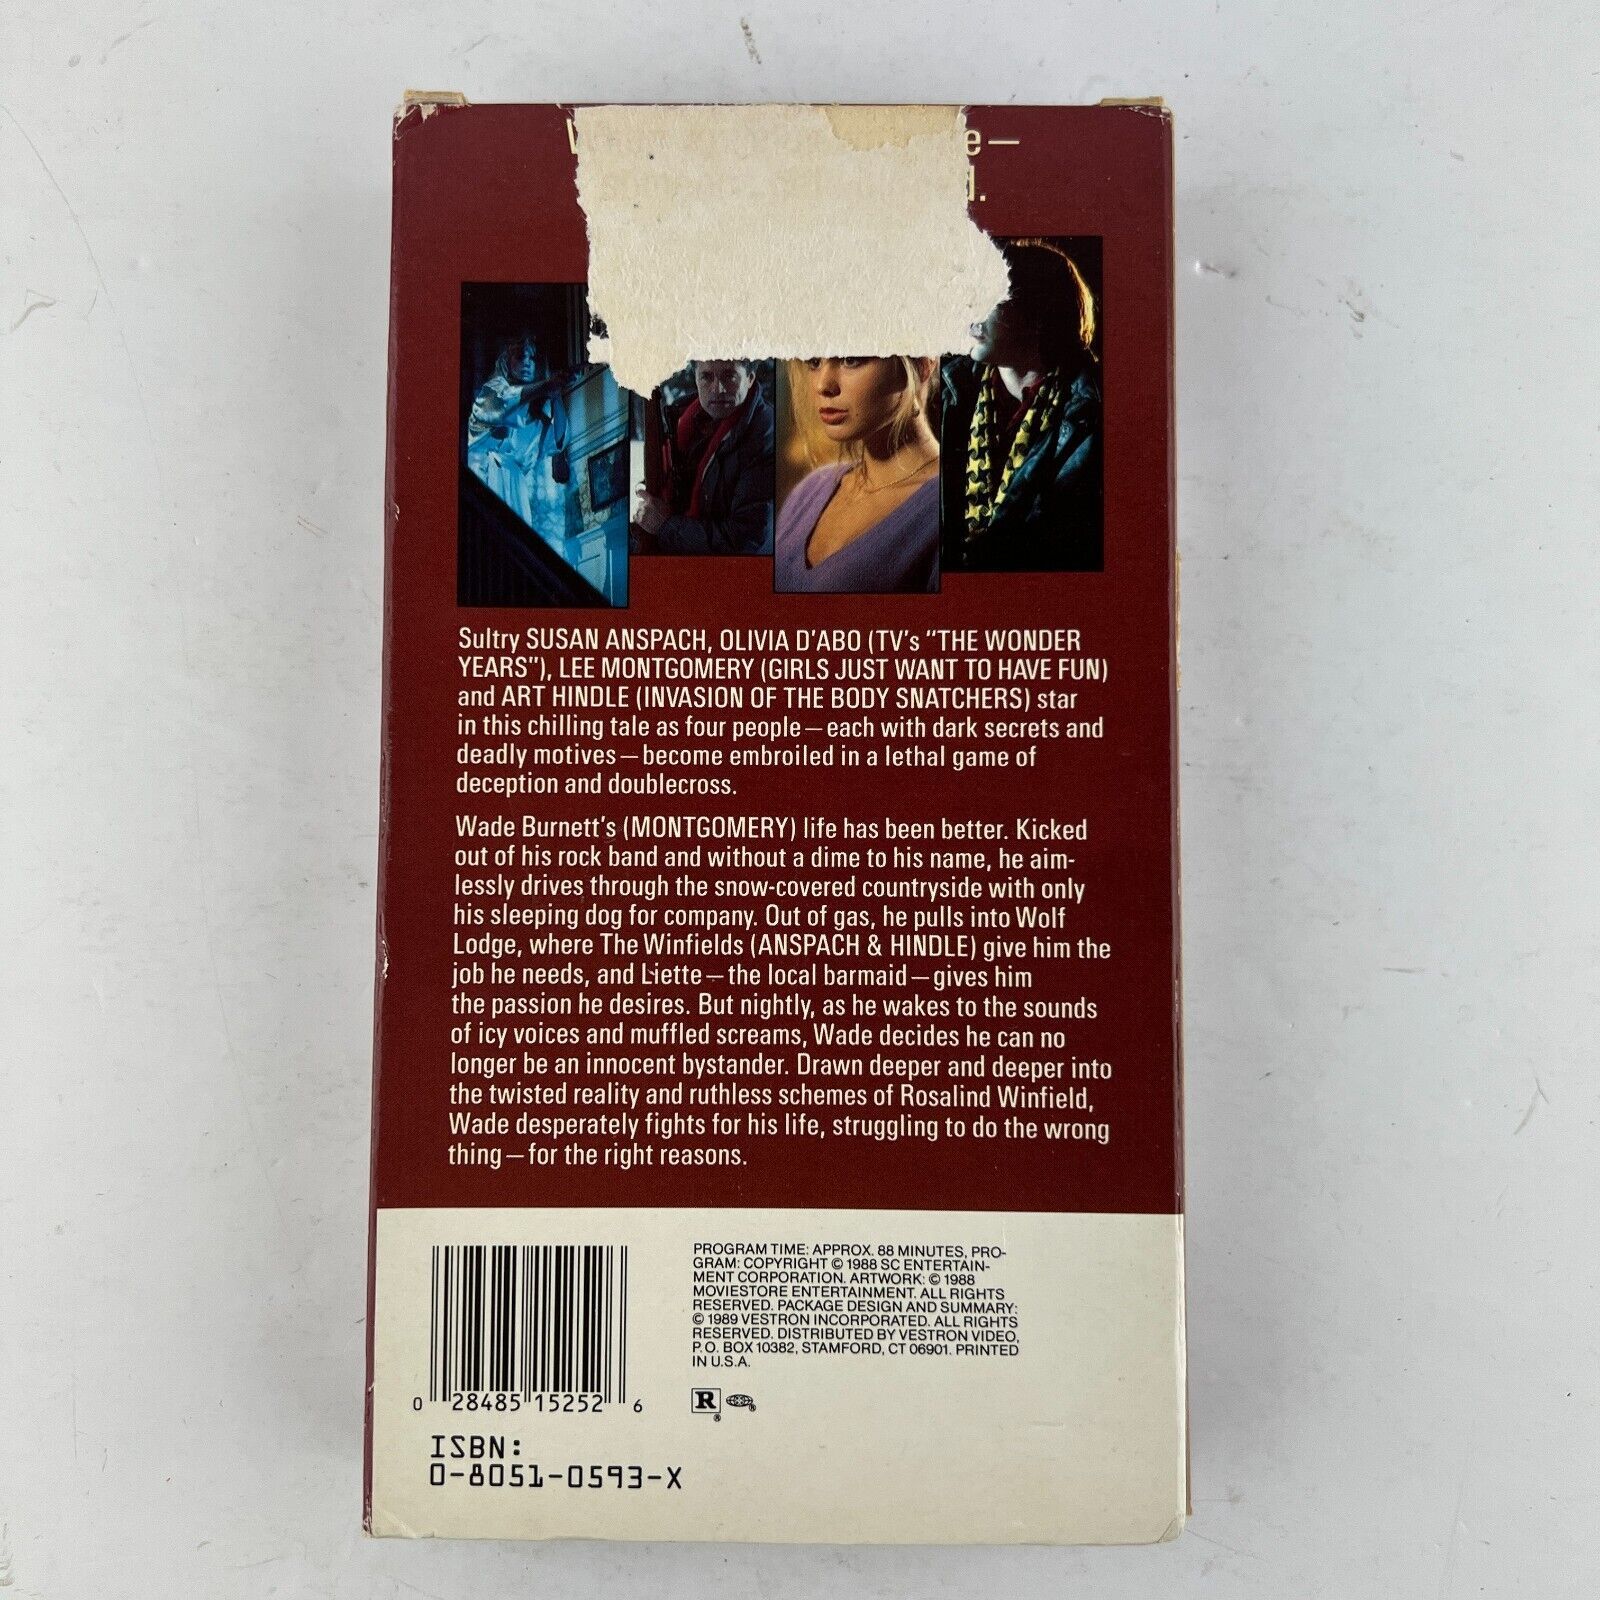 Sultry SUSAN ANSPACH, OLIVIA D'ABO (TV's "THE WONDER
YEARS"), LEE MONTGOMERY (GIRLS JUST WANT TO HAVE FUN)
and ART HINDLE (INVASION OF THE BODY SNATCHERS) star
in this chilling tale as four people—each with dark secrets and
deadly motives—become embroiled in a lethal game of
deception and doublecross.
Wade Burnett's (MONTGOMERY) life has been better. Kicked
out of his rock band and without a dime to his name, he aim-
lessly drives through the snow-covered countryside with only
his sleeping dog for company. Out of gas, he pulls into Wolf
Lodge, where The Winfields (ANSPACH & HINDLE) give him the
job he needs, and Liette—the local barmaid—gives him
the passion he desires. But nightly, as he wakes to the sounds
of icy voices and muffled screams, Wade decides he can no
longer be an innocent bystander. Drawn deeper and deeper into
the twisted reality and ruthless schemes of Rosalind Winfield,
Wade desperately fights for his life, struggling to do the wrong
thing—for the right reasons.
PROGRAM TIME: APPROX. 88 MINUTES, PRO-
GRAM: COPYRIGHT © 1988 SC ENTERTAIN-
MENT CORPORATION. ARTWORK: © 1988
MOVIESTORE ENTERTAINMENT. ALL RIGHTS
RESERVED. PACKAGE DESIGN AND SUMMARY:
© 1989 VESTRON INCORPORATED. ALL RIGHTS
RESERVED. DISTRIBUTED BY VESTRON VIDEO,
P.O. BOX 10382, STAMFORD, CT 06901. PRINTED
IN U.S.A.
R ®
0 28485 15252 6
ISBN:
0-8051-0593-X